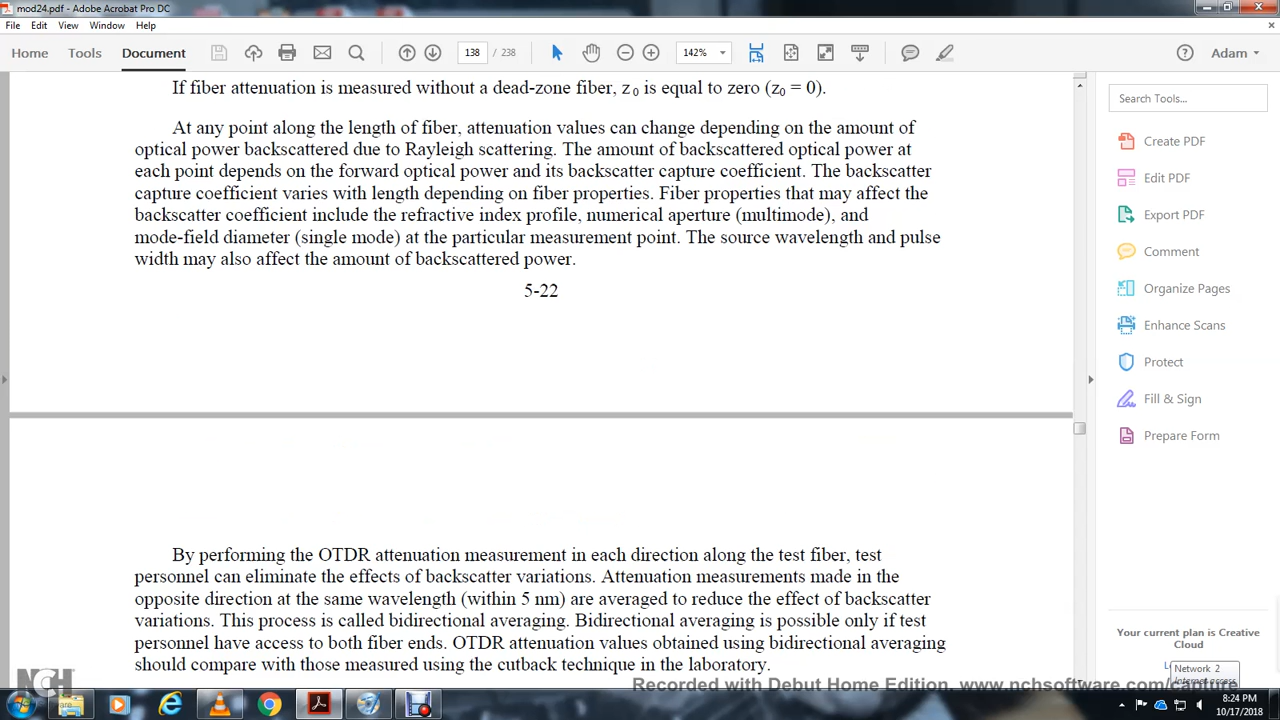 mod24.pdf - Adobe Acrobat Pro DC
File Edit View Window Help
Home Tools Document 138 / 238 142% Adam
If fiber attenuation is measured without a dead-zone fiber, z 0 is equal to zero (z0 = 0).
At any point along the length of fiber, attenuation values can change depending on the amount of
optical power backscattered due to Rayleigh scattering. The amount of backscattered optical power at
each point depends on the forward optical power and its backscatter capture coefficient. The backscatter
capture coefficient varies with length depending on fiber properties. Fiber properties that may affect the
backscatter coefficient include the refractive index profile, numerical aperture (multimode), and
mode-field diameter (single mode) at the particular measurement point. The source wavelength and pulse
width may also affect the amount of backscattered power.
5-22
By performing the OTDR attenuation measurement in each direction along the test fiber, test
personnel can eliminate the effects of backscatter variations. Attenuation measurements made in the
opposite direction at the same wavelength (within 5 nm) are averaged to reduce the effect of backscatter
variations. This process is called bidirectional averaging. Bidirectional averaging is possible only if test
personnel have access to both fiber ends. OTDR attenuation values obtained using bidirectional averaging
should compare with those measured using the cutback technique in the laboratory.
Search Tools...
Create PDF
Edit PDF
Export PDF
Comment
Organize Pages
Enhance Scans
Protect
Fill & Sign
Prepare Form
Your current plan is Creative
Cloud
Network 2
Internet access
NCH
Recorded with Debut Home Edition. www.nchsoftware.com/capture
8:24 PM
10/17/2018